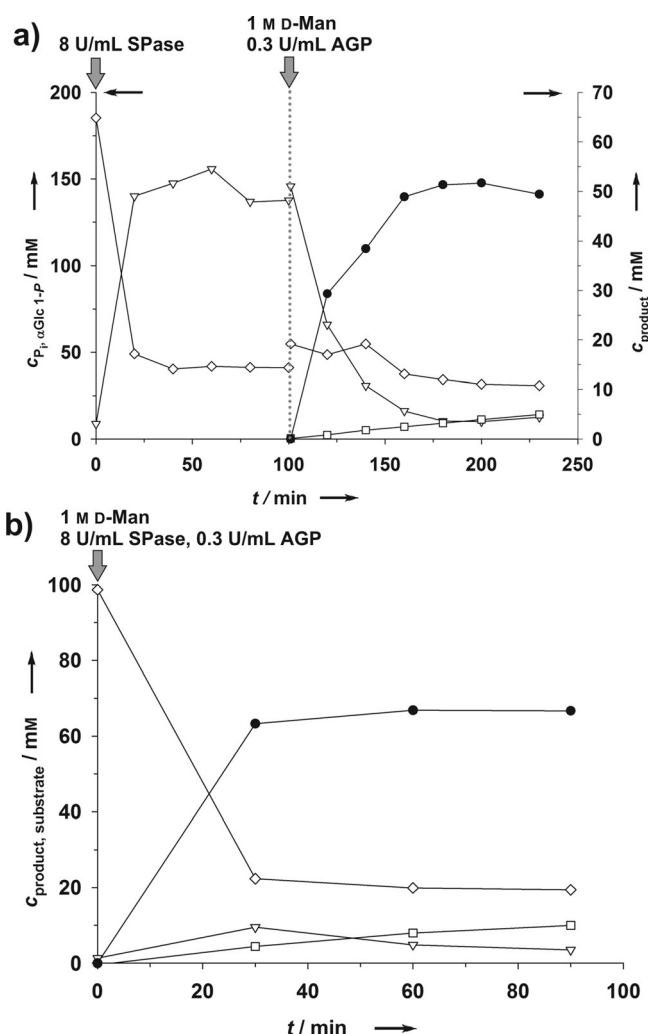 a)
8 U/mL SPase
1 M D-Man
0.3 U/mL AGP
200
150
100
50
0
c Pi, αGlc 1-P / mM
70
60
50
40
30
20
10
0
c product / mM
0 50 100 150 200 250
t / min
b)
1 M D-Man
8 U/mL SPase, 0.3 U/mL AGP
100
80
60
40
20
0
c product, substrate / mM
0 20 40 60 80 100
t / min